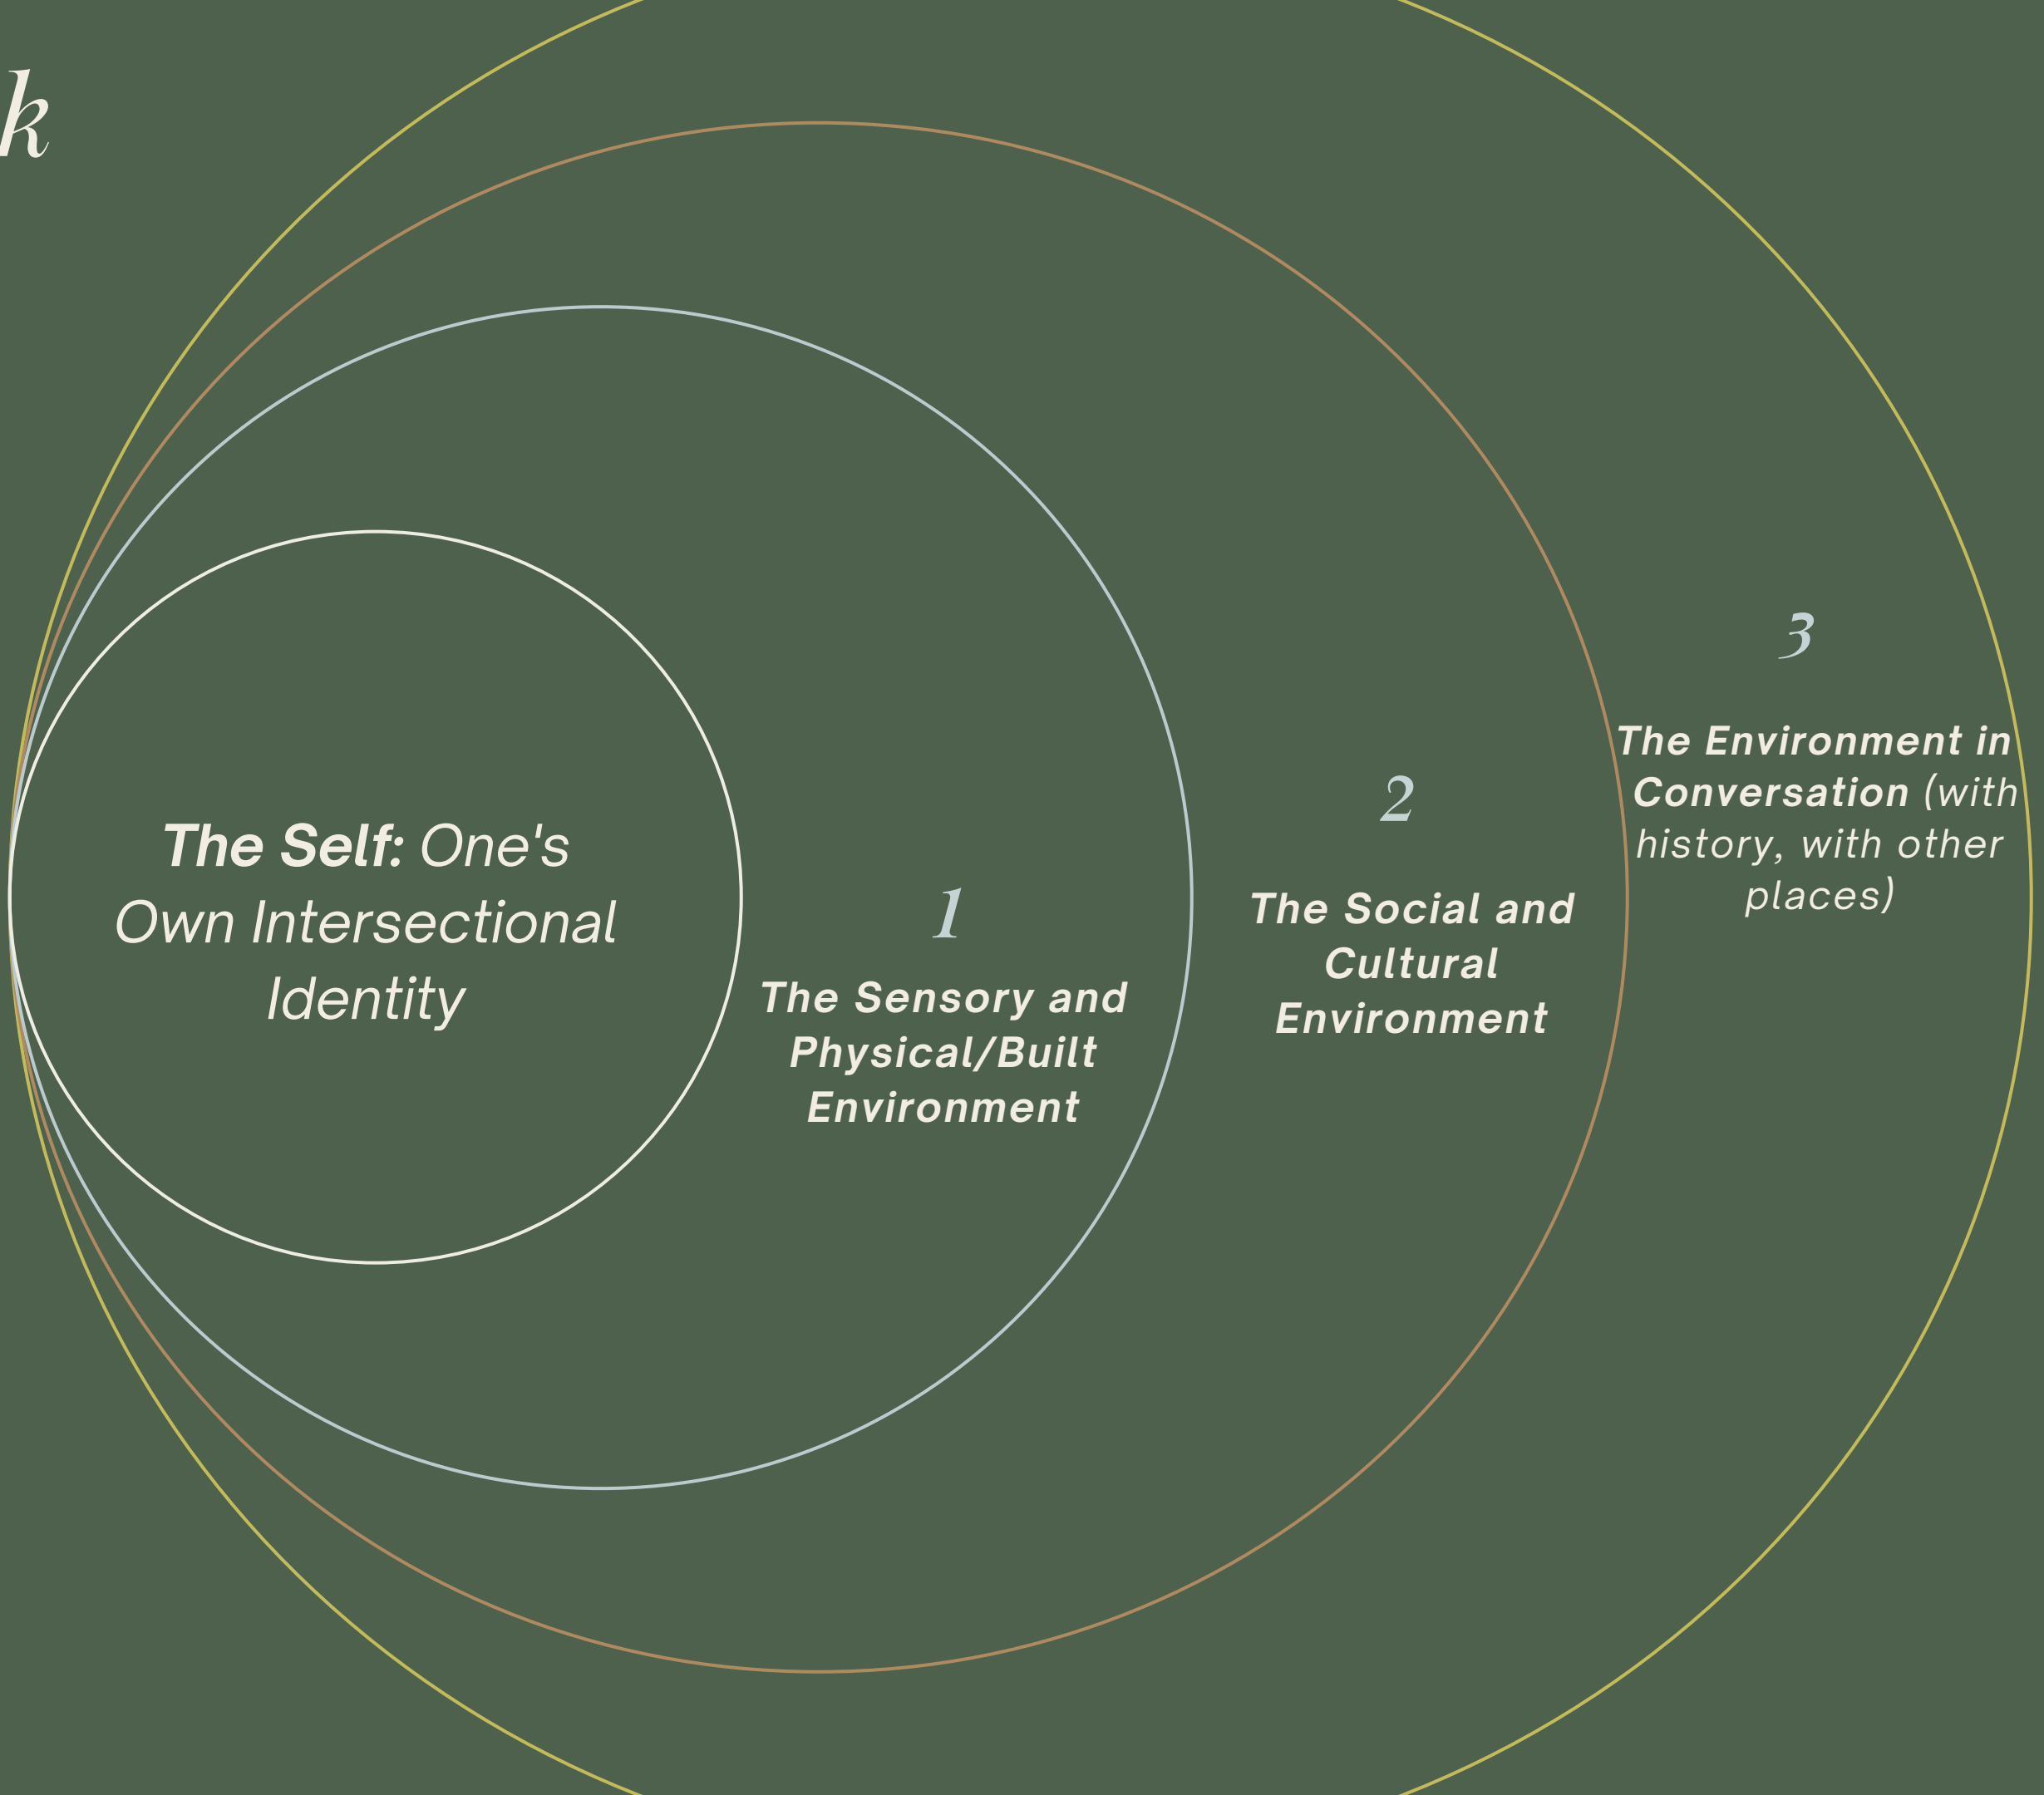 k
The Self: One's
Own Intersectional
Identity
1
The Sensory and
Physical/Built
Environment
2
The Social and
Cultural
Environment
3
The Environment in
Conversation (with
history, with other
places)